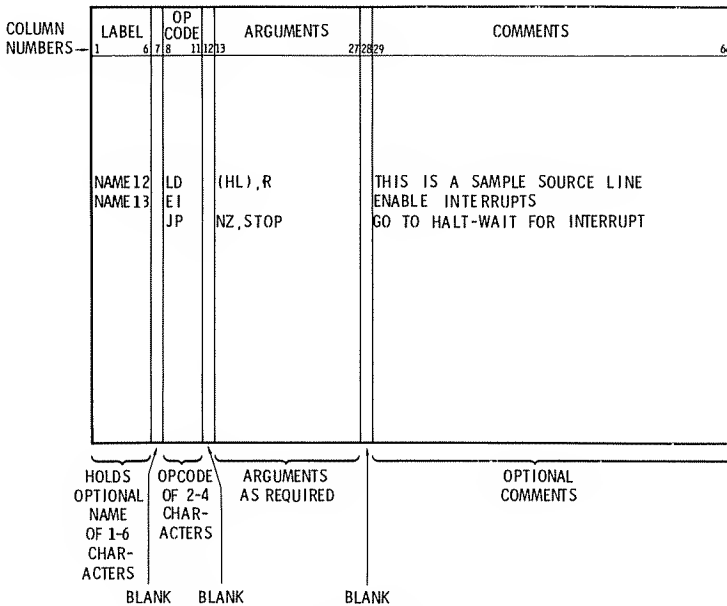 COLUMN NUMBERS
LABEL
OP CODE
ARGUMENTS
COMMENTS
1 6 7 8 11 12 13 27 28 29
NAME12 LD (HL),R THIS IS A SAMPLE SOURCE LINE
NAME13 EI ENABLE INTERRUPTS
JP NZ,STOP GO TO HALT-WAIT FOR INTERRUPT
HOLDS
OPTIONAL
NAME
OF 1-6
CHAR-
ACTERS
OPCODE
OF 2-4
CHAR-
ACTERS
ARGUMENTS
AS REQUIRED
OPTIONAL
COMMENTS
BLANK BLANK BLANK